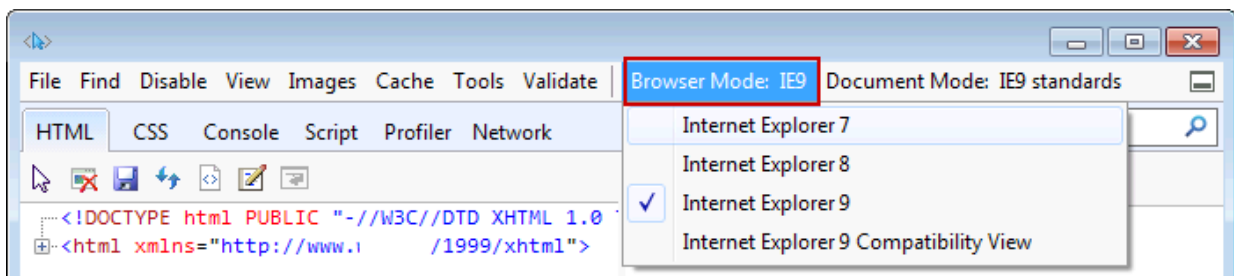 File Find Disable View Images Cache Tools Validate Browser Mode: IE9 Document Mode: IE9 standards
HTML CSS Console Script Profiler Network
Internet Explorer 7
Internet Explorer 8
Internet Explorer 9
Internet Explorer 9 Compatibility View
<!DOCTYPE html PUBLIC "-//W3C//DTD XHTML 1.0
<html xmlns="http://www. /1999/xhtml">